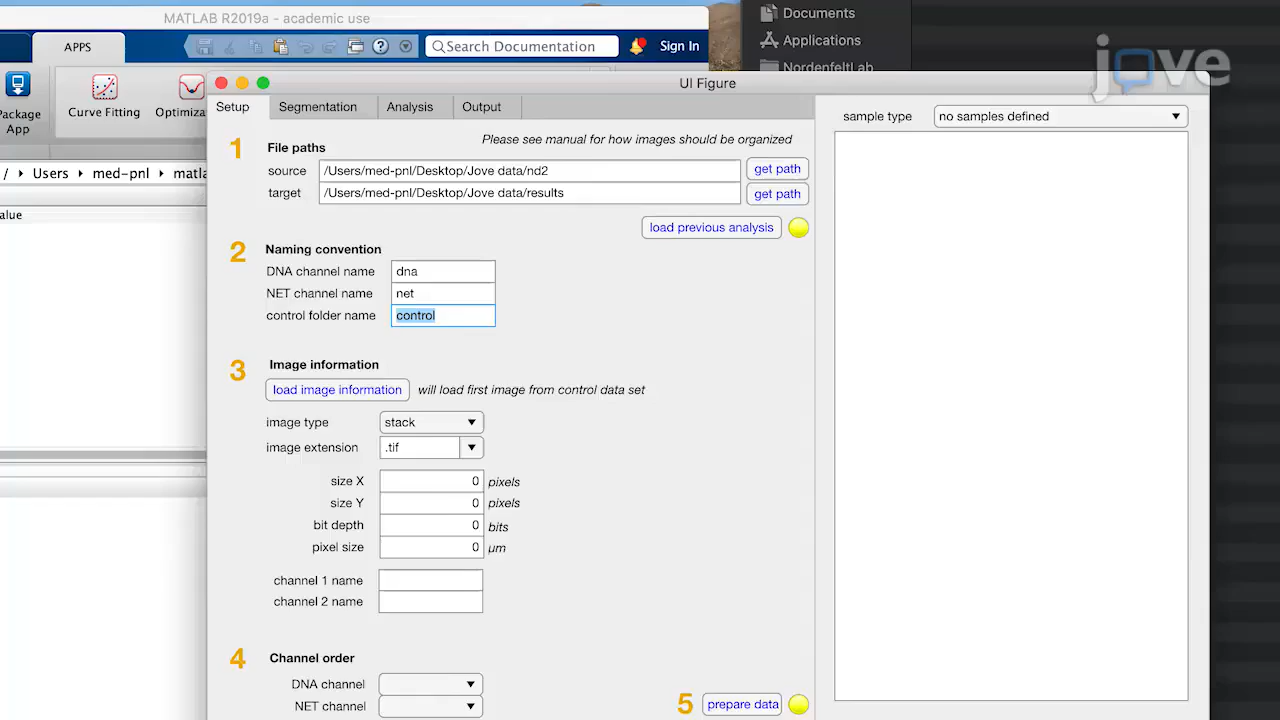 MATLAB R2019a - academic use
Documents
Applications
NordenfeltLab
jove
APPS
Search Documentation
Sign In
Package
App
Curve Fitting
Optimiza
/ Users med-pnl matla
alue
UI Figure
Setup Segmentation Analysis Output
sample type no samples defined
1 File paths Please see manual for how images should be organized
source /Users/med-pnl/Desktop/Jove data/nd2 get path
target /Users/med-pnl/Desktop/Jove data/results get path
load previous analysis
2 Naming convention
DNA channel name dna
NET channel name net
control folder name control
3 Image information
load image information will load first image from control data set
image type stack
image extension .tif
size X 0 pixels
size Y 0 pixels
bit depth 0 bits
pixel size 0 µm
channel 1 name
channel 2 name
4 Channel order
DNA channel
NET channel
5 prepare data